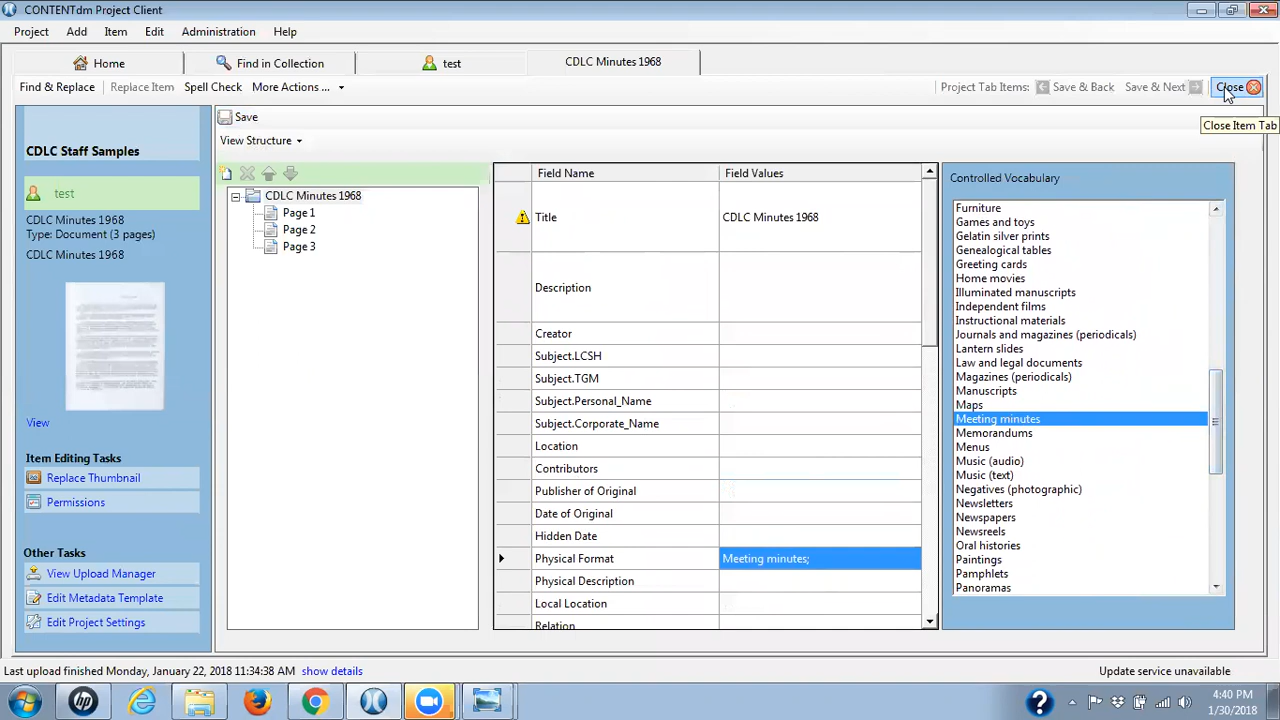 CONTENTdm Project Client
Project Add Item Edit Administration Help
Home Find in Collection test CDLC Minutes 1968
Find & Replace Replace Item Spell Check More Actions ... Project Tab Items: Save & Back Save & Next Close
Close Item Tab
Save
View Structure
CDLC Staff Samples
test
CDLC Minutes 1968
Type: Document (3 pages)
CDLC Minutes 1968
View
Item Editing Tasks
Replace Thumbnail
Permissions
Other Tasks
View Upload Manager
Edit Metadata Template
Edit Project Settings
CDLC Minutes 1968
Page 1
Page 2
Page 3
Field Name Field Values
Title CDLC Minutes 1968
Description
Creator
Subject.LCSH
Subject.TGM
Subject.Personal_Name
Subject.Corporate_Name
Location
Contributors
Publisher of Original
Date of Original
Hidden Date
Physical Format Meeting minutes;
Physical Description
Local Location
Relation
Controlled Vocabulary
Furniture
Games and toys
Gelatin silver prints
Genealogical tables
Greeting cards
Home movies
Illuminated manuscripts
Independent films
Instructional materials
Journals and magazines (periodicals)
Lantern slides
Law and legal documents
Magazines (periodicals)
Manuscripts
Maps
Meeting minutes
Memorandums
Menus
Music (audio)
Music (text)
Negatives (photographic)
Newsletters
Newspapers
Newsreels
Oral histories
Paintings
Pamphlets
Panoramas
Last upload finished Monday, January 22, 2018 11:34:38 AM show details Update service unavailable
hp
4:40 PM
1/30/2018